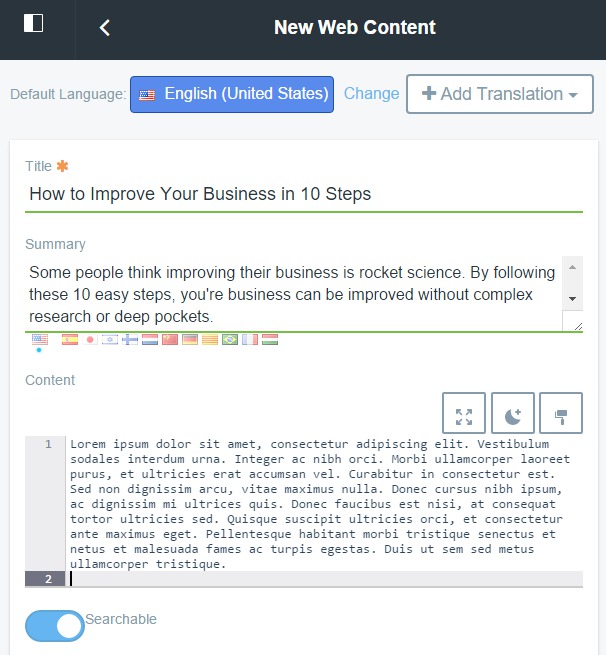 New Web Content
Default Language: English (United States) Change + Add Translation
Title *
How to Improve Your Business in 10 Steps
Summary
Some people think improving their business is rocket science. By following
these 10 easy steps, you're business can be improved without complex
research or deep pockets.
Content
1 Lorem ipsum dolor sit amet, consectetur adipiscing elit. Vestibulum
sodales interdum urna. Integer ac nibh orci. Morbi ullamcorper laoreet
purus, et ultricies erat accumsan vel. Curabitur in consectetur est.
Sed non dignissim arcu, vitae maximus nulla. Donec cursus nibh ipsum,
ac dignissim mi ultrices quis. Donec faucibus est nisi, at consequat
tortor ultricies sed. Quisque suscipit ultricies orci, et consectetur
ante maximus eget. Pellentesque habitant morbi tristique senectus et
netus et malesuada fames ac turpis egestas. Duis ut sem sed metus
ullamcorper tristique.
2
Searchable